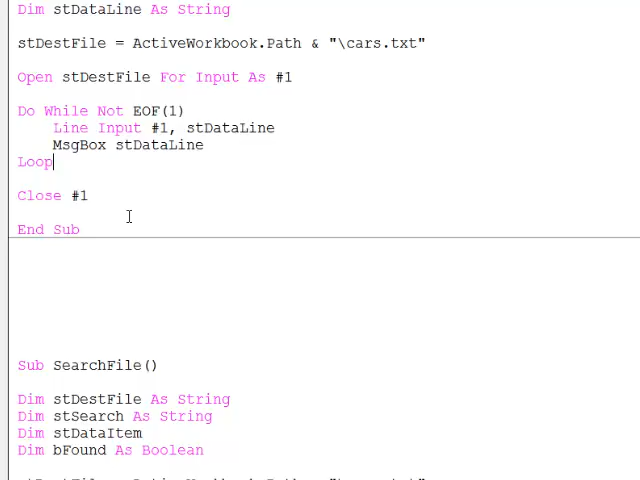 Dim stDataLine As String
stDestFile = ActiveWorkbook.Path & "\cars.txt"
Open stDestFile For Input As #1
Do While Not EOF(1)
Line Input #1, stDataLine
MsgBox stDataLine
Loop
Close #1
End Sub
Sub SearchFile()
Dim stDestFile As String
Dim stSearch As String
Dim stDataItem
Dim bFound As Boolean